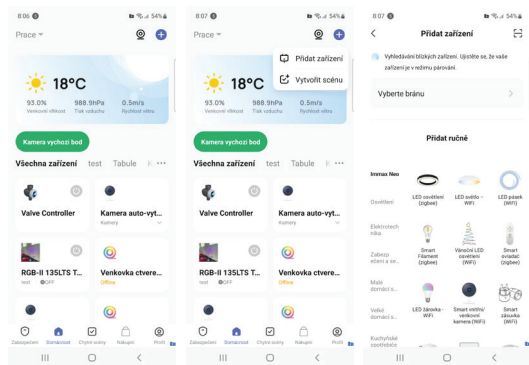 8:06
54%
Prace
18°C
93.0%
988.9hPa
0.5m/s
Venkovní vlhkost
Tlak vzduchu
Rychlost větru
Kamera vychozi bod
Všechna zařízení
test
Tabule
K
Valve Controller
Kamera auto-vyt...
Kamery
RGB-II 135LTS T...
test
OFF
Venkovka ctvere...
Offline
Zabezpečení
Domácnost
Chytré scény
Nákupní
Profil
8:07
54%
Prace
Přidat zařízení
Vytvořit scénu
18°C
93.0%
988.9hPa
0.5m/s
Venkovní vlhkost
Tlak vzduchu
Rychlost větru
Kamera vychozi bod
Všechna zařízení
test
Tabule
K
Valve Controller
Kamera auto-vyt...
Kamery
RGB-II 135LTS T...
test
OFF
Venkovka ctvere...
Offline
Zabezpečení
Domácnost
Chytré scény
Nákupní
Profil
8:07
54%
Přidat zařízení
Vyhledávání blízkých zařízení. Ujistěte se, že vaše
zařízení je v režimu párování.
Vyberte bránu
Přidat ručně
Immax Neo
Osvětlení
Elektrotech
nika
Zabezp
ečení a se...
Malé
domácí s...
Velké
domácí s...
Kuchyňské
spotřebiče
LED osvětlení
(zigbee)
LED světlo -
WiFi
LED pásek
(WiFi)
Smart
Filament
(zigbee)
Vánoční LED
osvětlení
(WiFi)
Smart
ovladač
(zigbee)
LED žárovka -
WiFi
Smart vnitřní/
venkovní
kamera (WiFi)
Smart
zásuvka
(WiFi)